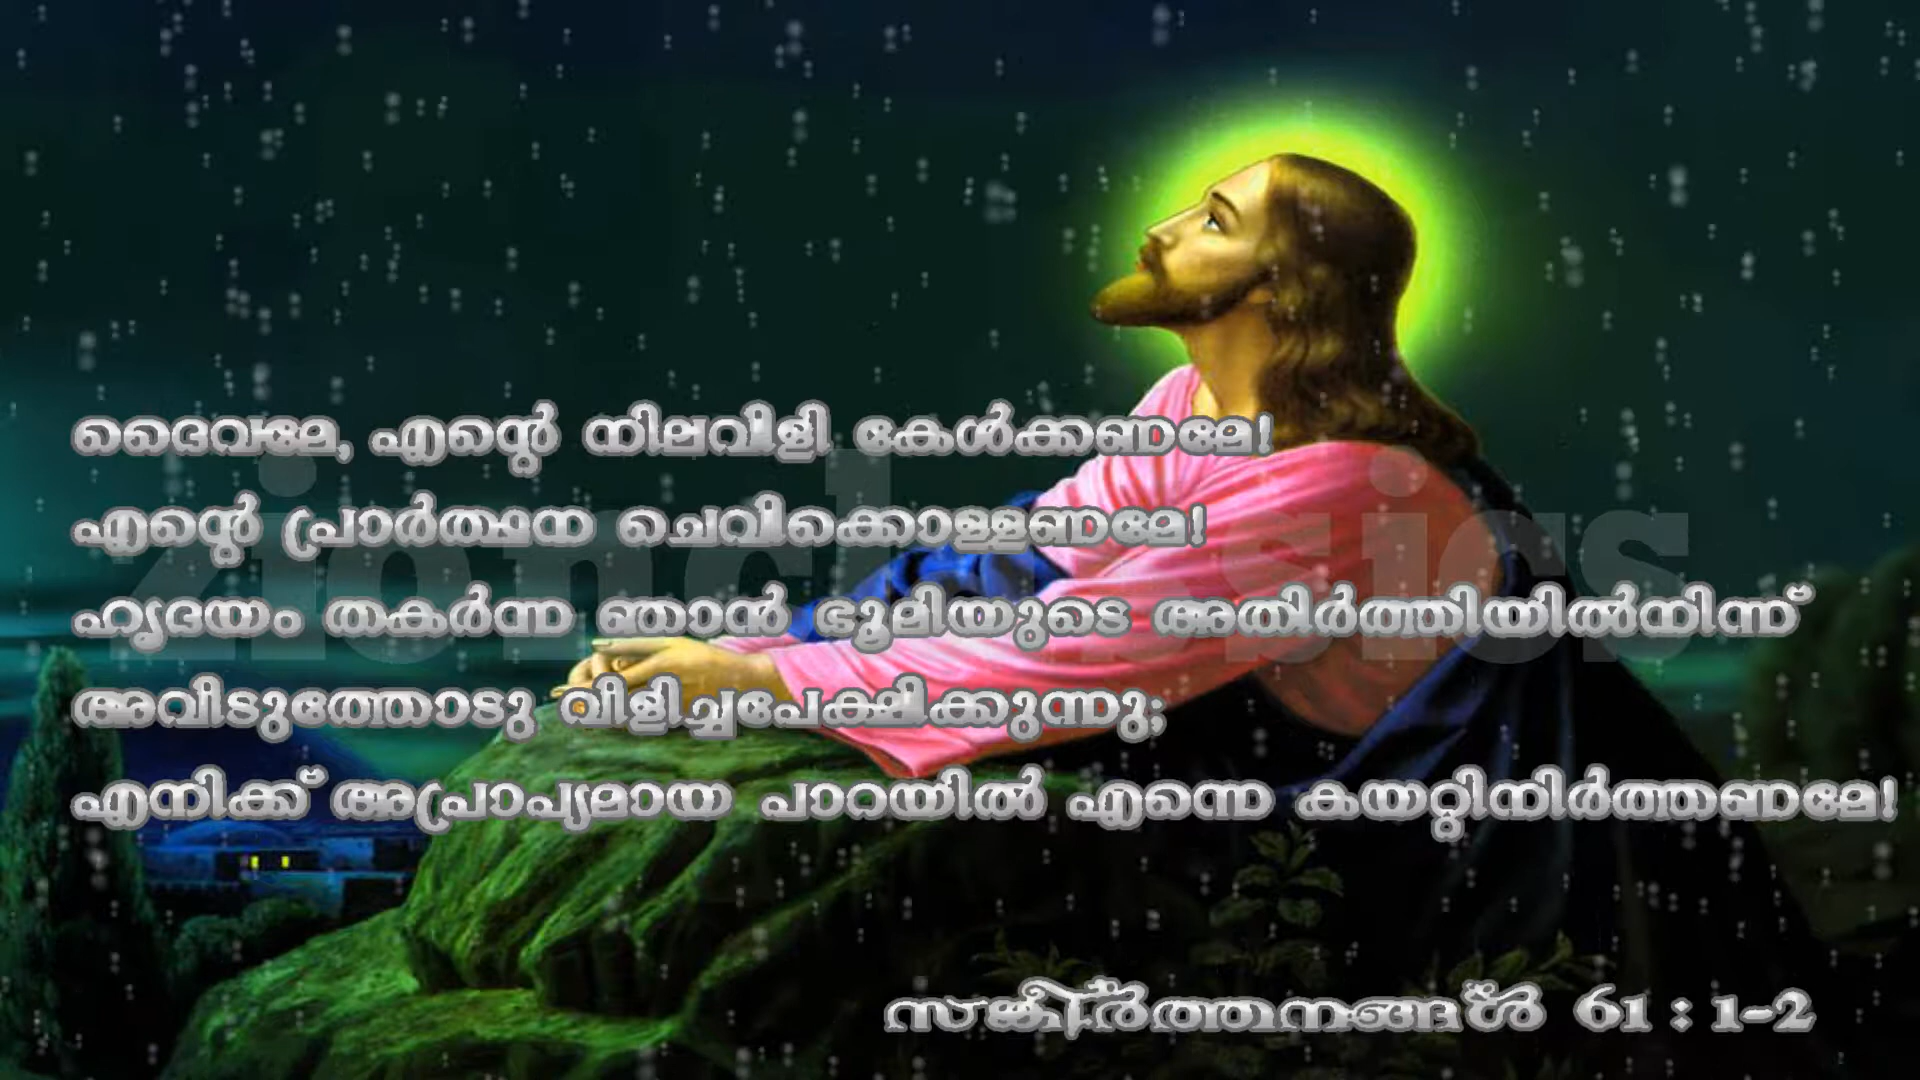 ദൈവമേ, എന്റെ നിലവിളി കേൾക്കണമേ!
എന്റെ പ്രാർത്ഥന ചെവിക്കൊള്ളണമേ!
ഹൃദയം തകർന്ന ഞാൻ ഭൂമിയുടെ അതിർത്തിയിൽനിന്ന്
അവിടുത്തോടു വിളിച്ചപേക്ഷിക്കുന്നു;
എനിക്ക് അപ്രാപ്യമായ പാറയിൽ എന്നെ കയറ്റിനിർത്തണമേ!
സങ്കീർത്തനങ്ങൾ 61 : 1-2
zionclassics